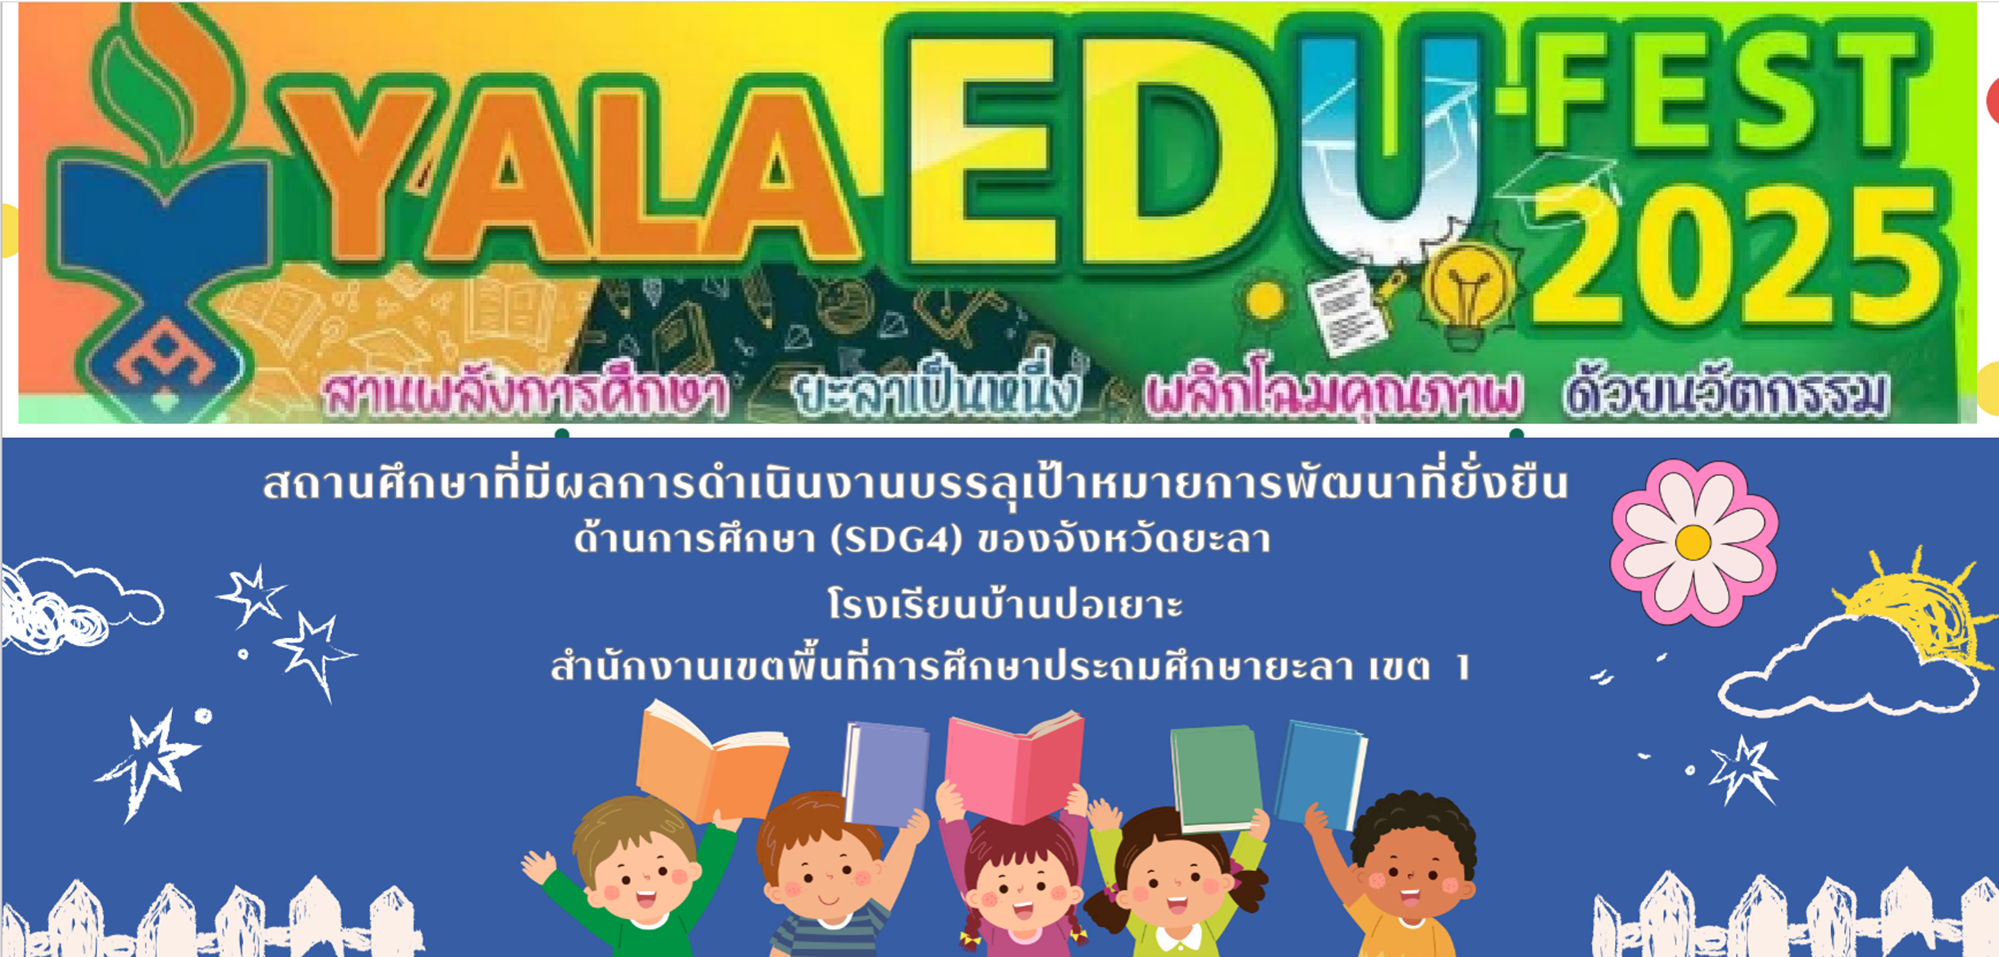 YALA EDU-FEST 2025
สานพลังการศึกษา ยะลาเป็นหนึ่ง พลิกโฉมคุณภาพ ด้วยนวัตกรรม
สถานศึกษาที่มีผลการดำเนินงานบรรลุเป้าหมายการพัฒนาที่ยั่งยืน
ด้านการศึกษา (SDG4) ของจังหวัดยะลา
โรงเรียนบ้านปอเยาะ
สำนักงานเขตพื้นที่การศึกษาประถมศึกษายะลา เขต 1